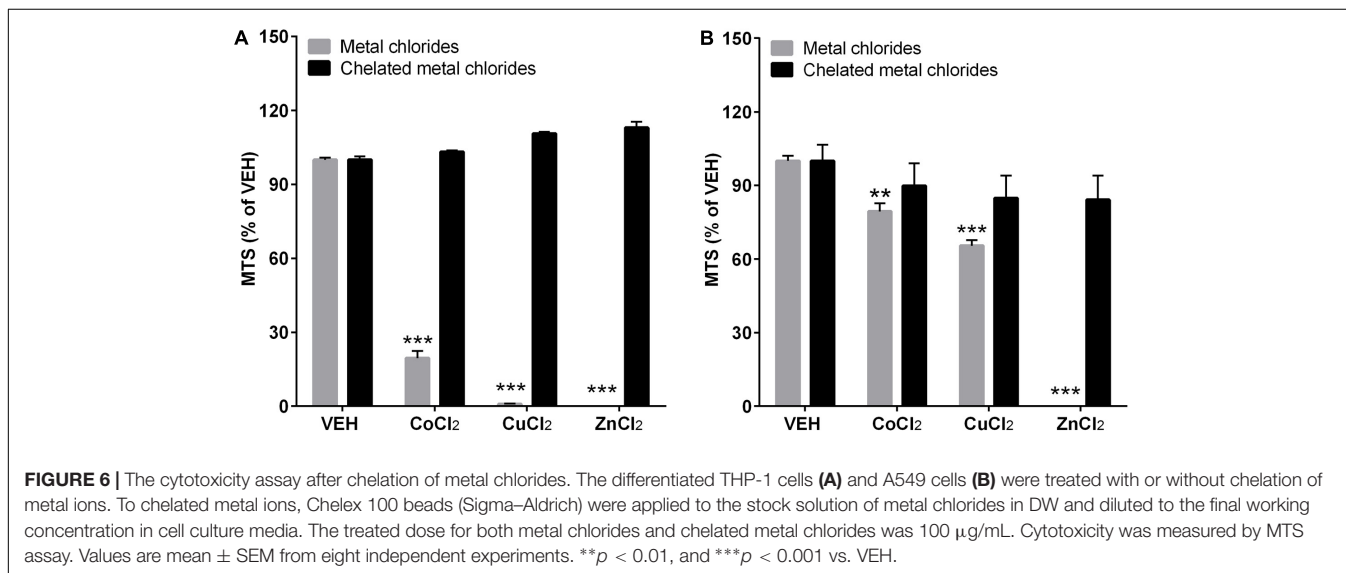 A
150
120
90
60
30
0
MTS (% of VEH)
Metal chlorides
Chelated metal chlorides
***
***
***
VEH CoCl2 CuCl2 ZnCl2
B
150
120
90
60
30
0
MTS (% of VEH)
Metal chlorides
Chelated metal chlorides
**
***
***
VEH CoCl2 CuCl2 ZnCl2
FIGURE 6 | The cytotoxicity assay after chelation of metal chlorides. The differentiated THP-1 cells (A) and A549 cells (B) were treated with or without chelation of
metal ions. To chelated metal ions, Chelex 100 beads (Sigma–Aldrich) were applied to the stock solution of metal chlorides in DW and diluted to the final working
concentration in cell culture media. The treated dose for both metal chlorides and chelated metal chlorides was 100 μg/mL. Cytotoxicity was measured by MTS
assay. Values are mean ± SEM from eight independent experiments. **p < 0.01, and ***p < 0.001 vs. VEH.